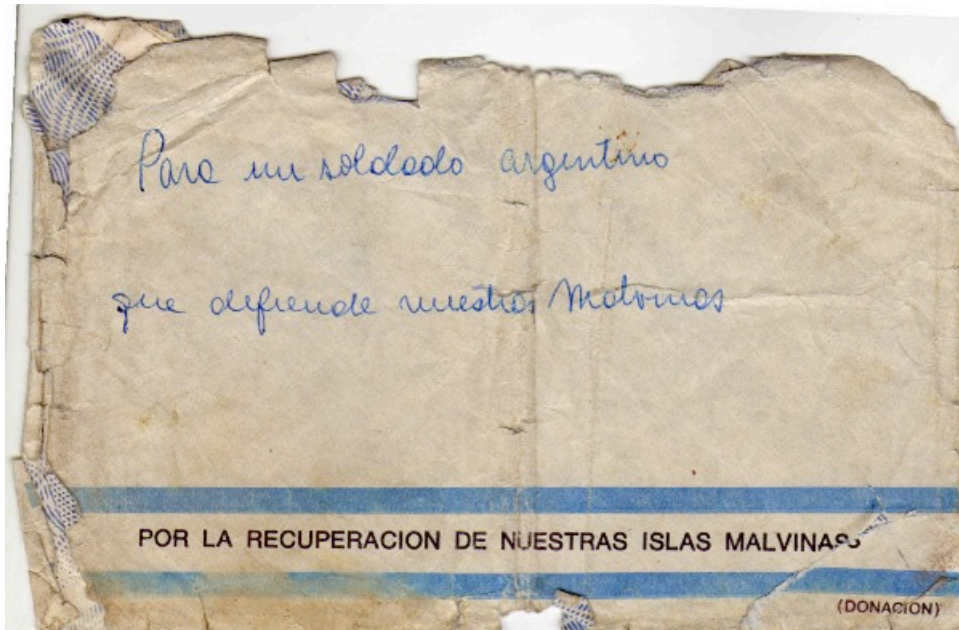 Para un soldado argentino
que defiende nuestras Malvinas
POR LA RECUPERACION DE NUESTRAS ISLAS MALVINAS
(DONACION)